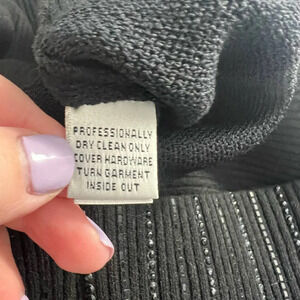 PROFESSIONALLY
DRY CLEAN ONLY
COVER HARDWARE
TURN GARMENT
INSIDE OUT